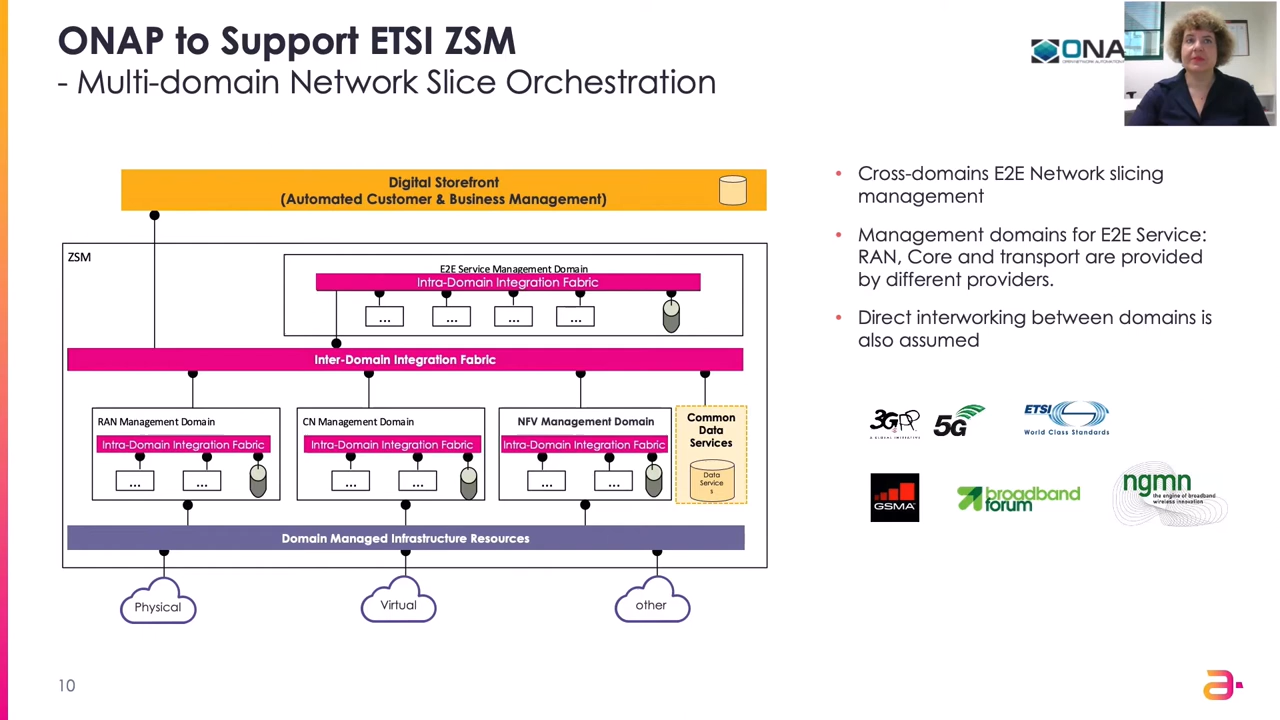 ONAP to Support ETSI ZSM
- Multi-domain Network Slice Orchestration
ONA
Digital Storefront
(Automated Customer & Business Management)
ZSM
E2E Service Management Domain
Intra-Domain Integration Fabric
...
...
...
...
Inter-Domain Integration Fabric
RAN Management Domain
Intra-Domain Integration Fabric
...
...
CN Management Domain
Intra-Domain Integration Fabric
...
...
NFV Management Domain
Intra-Domain Integration Fabric
...
...
Common
Data
Services
Data
Service
s
Domain Managed Infrastructure Resources
Physical
Virtual
other
• Cross-domains E2E Network slicing
management
• Management domains for E2E Service:
RAN, Core and transport are provided
by different providers.
• Direct interworking between domains is
also assumed
3GPP
A GLOBAL INITIATIVE
5G
ETSI
World Class Standards
GSMA
broadband
forum
ngmn
the engine of broadband
wireless innovation
10
a